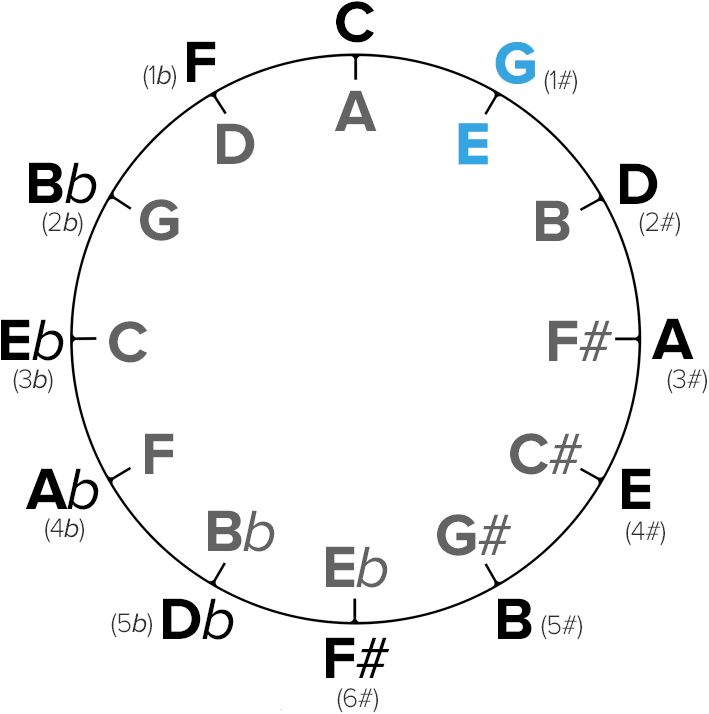 C
F
(1b)
G
(1#)
A
D
E
Bb
(2b)
G
B
D
(2#)
Eb
(3b)
C
F#
A
(3#)
Ab
(4b)
F
C#
E
(4#)
Bb
Eb
G#
(5b)
Db
B
(5#)
F#
(6#)